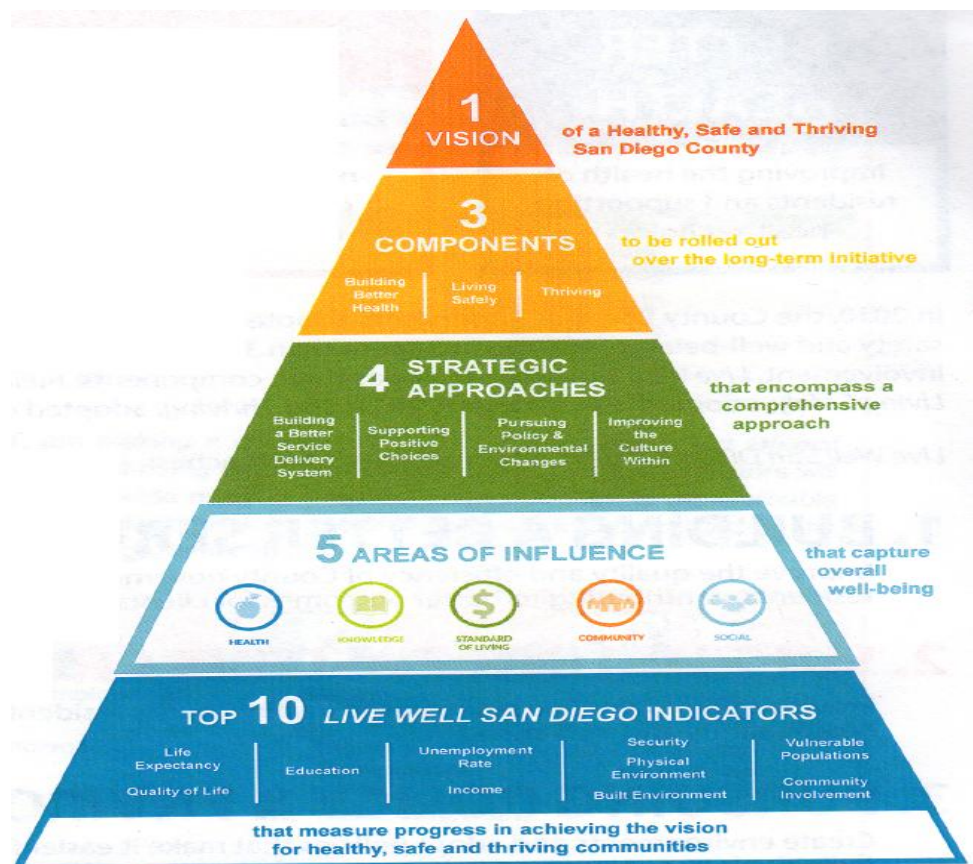 1
VISION
of a Healthy, Safe and Thriving
San Diego County
3
COMPONENTS
to be rolled out
over the long-term initiative
Building
Better
Health
Living
Safely
Thriving
4 STRATEGIC
APPROACHES
that encompass a
comprehensive
approach
Building
a Better
Service
Delivery
System
Supporting
Positive
Choices
Pursuing
Policy &
Environmental
Changes
Improving
the
Culture
Within
5 AREAS OF INFLUENCE
that capture
overall
well-being
HEALTH
KNOWLEDGE
STANDARD
OF LIVING
COMMUNITY
SOCIAL
TOP 10 LIVE WELL SAN DIEGO INDICATORS
Life
Expectancy
Quality of Life
Education
Unemployment
Rate
Income
Security
Physical
Environment
Built Environment
Vulnerable
Populations
Community
Involvement
that measure progress in achieving the vision
for healthy, safe and thriving communities